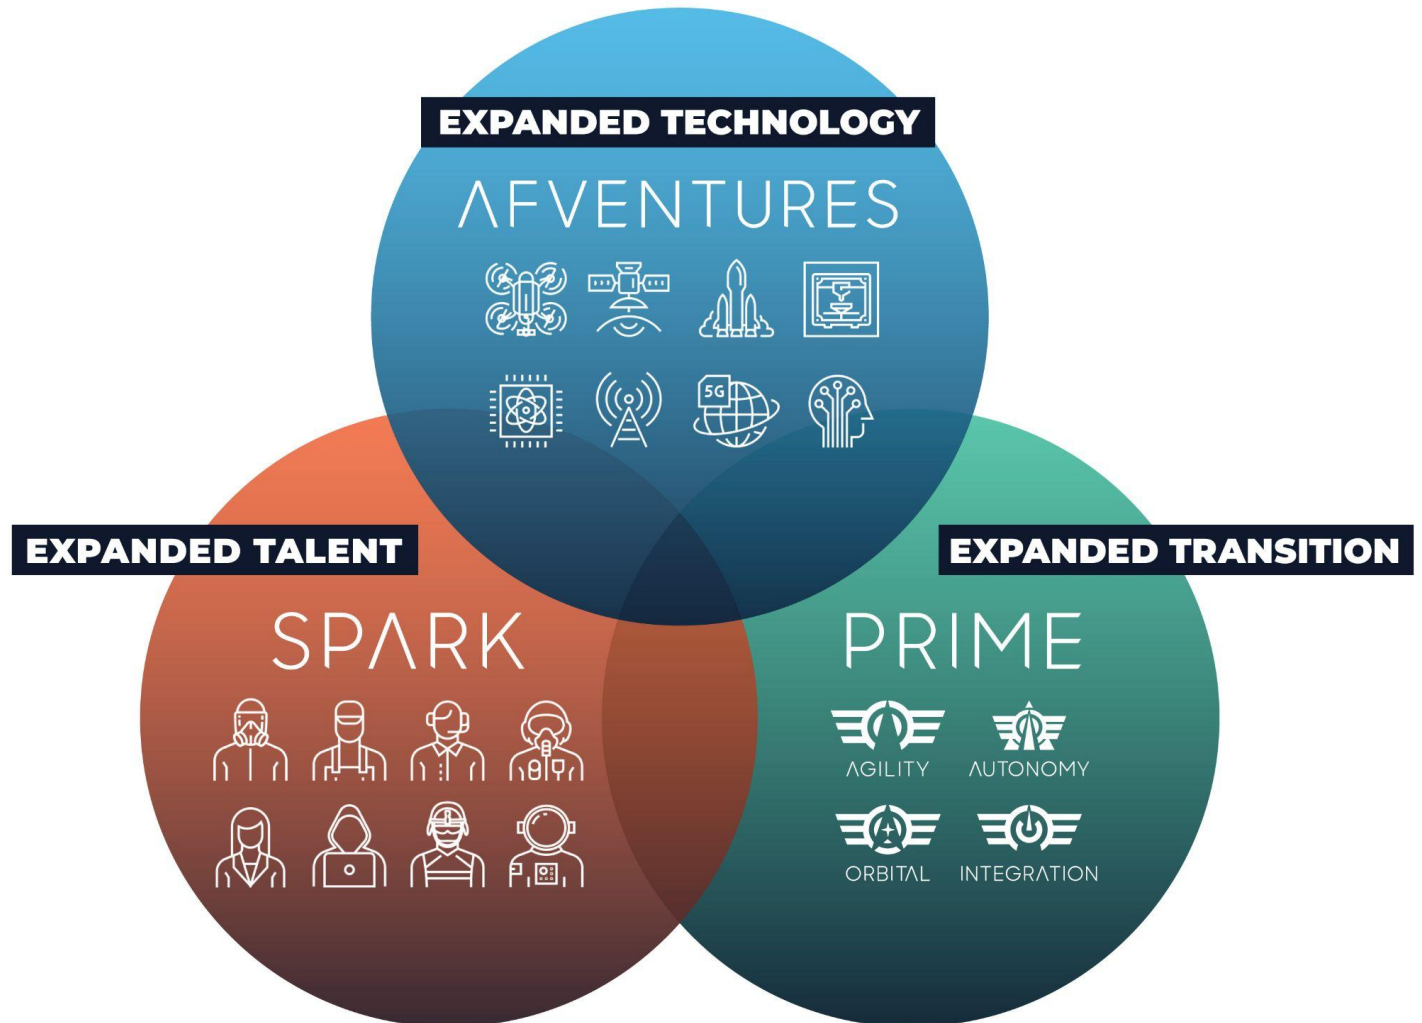 EXPANDED TECHNOLOGY
AFVENTURES
5G
EXPANDED TALENT
SPARK
EXPANDED TRANSITION
PRIME
AGILITY
AUTONOMY
ORBITAL
INTEGRATION